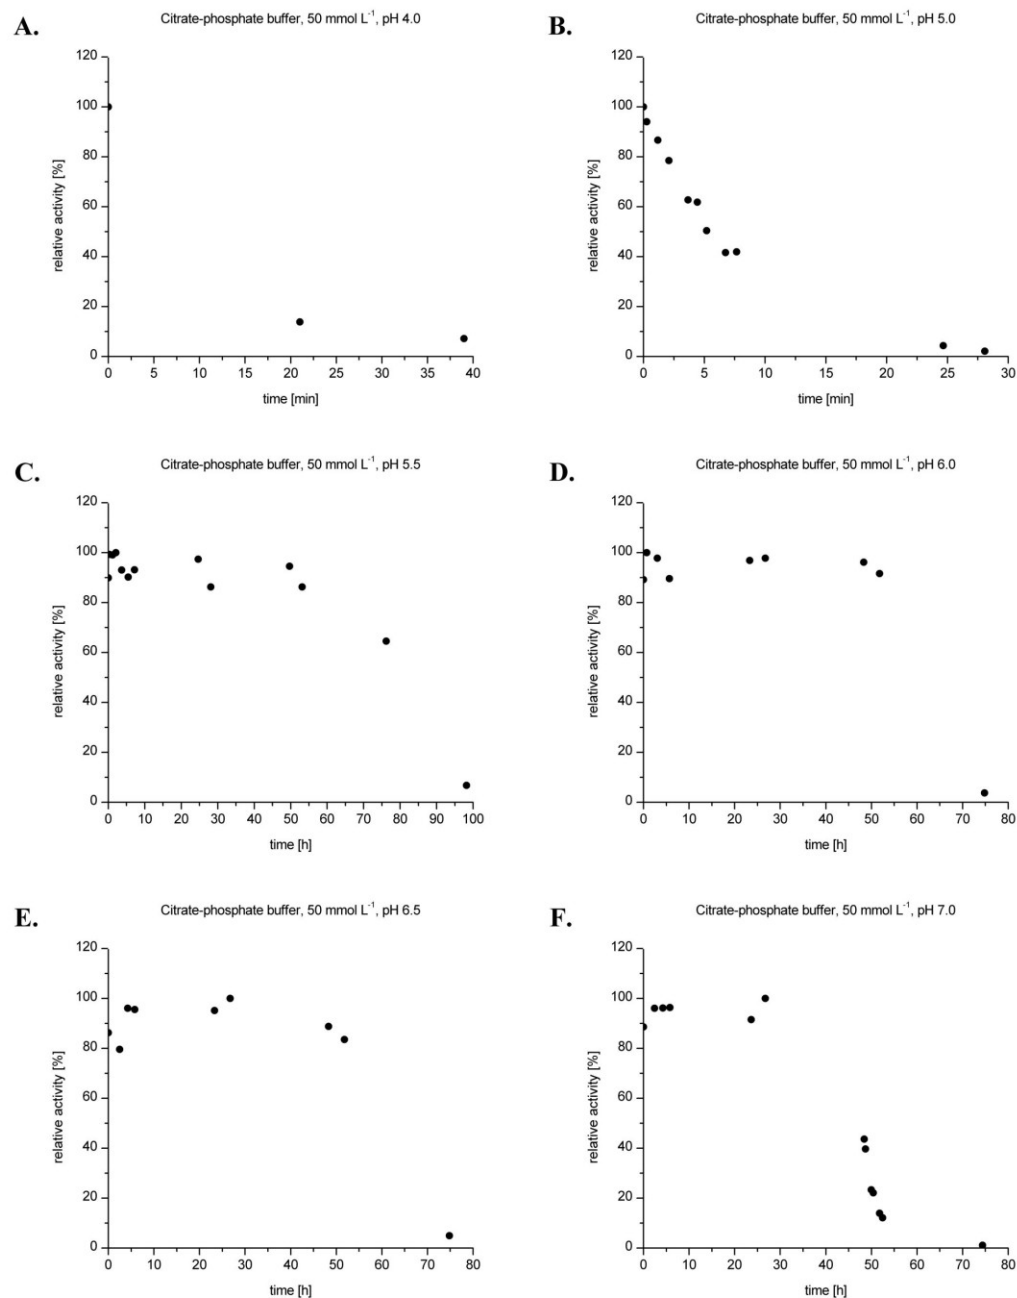 A.
Citrate-phosphate buffer, 50 mmol L⁻¹, pH 4.0
120
100
80
60
40
20
0
relative activity [%]
0 5 10 15 20 25 30 35 40
time [min]
B.
Citrate-phosphate buffer, 50 mmol L⁻¹, pH 5.0
120
100
80
60
40
20
0
relative activity [%]
0 5 10 15 20 25 30
time [min]
C.
Citrate-phosphate buffer, 50 mmol L⁻¹, pH 5.5
120
100
80
60
40
20
0
relative activity [%]
0 10 20 30 40 50 60 70 80 90 100
time [h]
D.
Citrate-phosphate buffer, 50 mmol L⁻¹, pH 6.0
120
100
80
60
40
20
0
relative activity [%]
0 10 20 30 40 50 60 70 80
time [h]
E.
Citrate-phosphate buffer, 50 mmol L⁻¹, pH 6.5
120
100
80
60
40
20
0
relative activity [%]
0 10 20 30 40 50 60 70 80
time [h]
F.
Citrate-phosphate buffer, 50 mmol L⁻¹, pH 7.0
120
100
80
60
40
20
0
relative activity [%]
0 10 20 30 40 50 60 70 80
time [h]